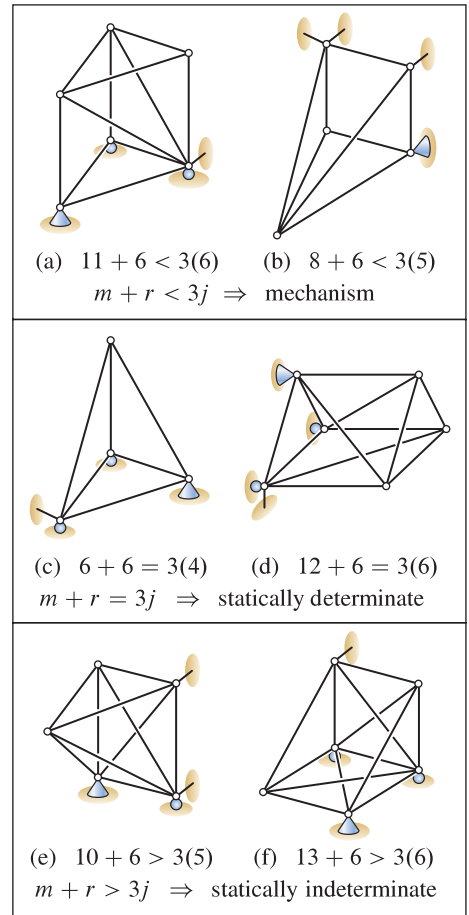 (a) 11 + 6 < 3(6) (b) 8 + 6 < 3(5)
m + r < 3j ⇒ mechanism
(c) 6 + 6 = 3(4) (d) 12 + 6 = 3(6)
m + r = 3j ⇒ statically determinate
(e) 10 + 6 > 3(5) (f) 13 + 6 > 3(6)
m + r > 3j ⇒ statically indeterminate